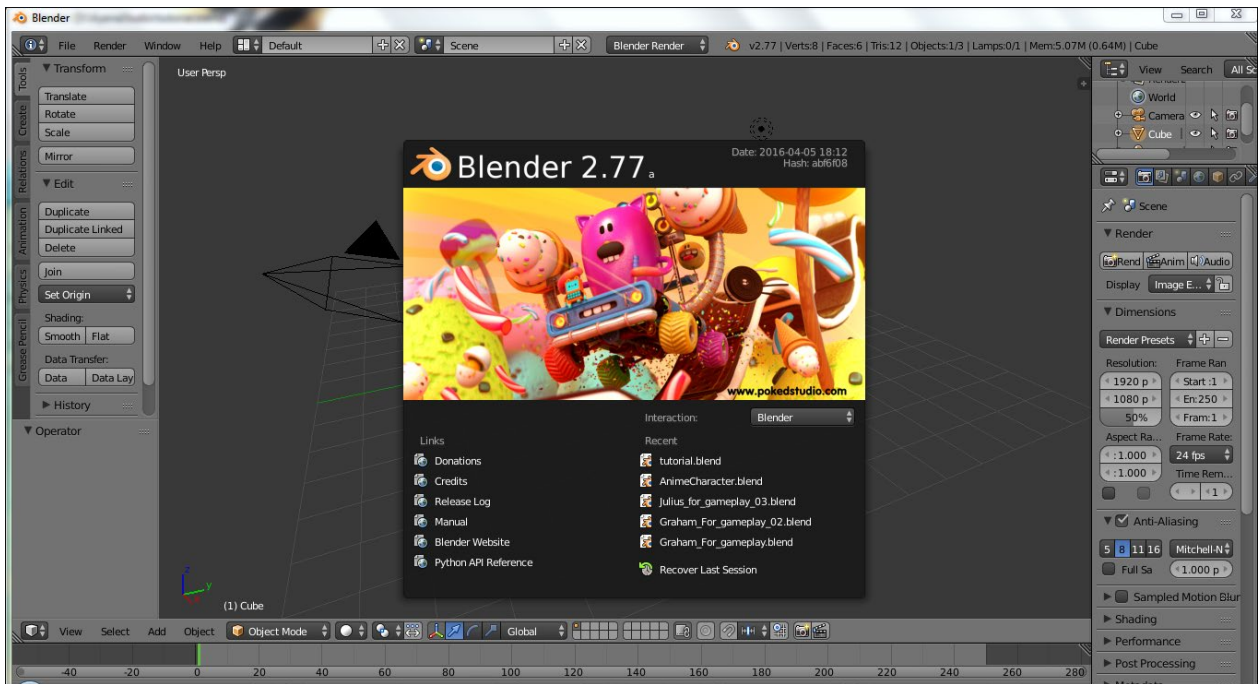 Blender
File Render Window Help Default Scene Blender Render v2.77 | Verts:8 | Faces:6 | Tris:12 | Objects:1/3 | Lamps:0/1 | Mem:5.07M (0.64M) | Cube
Tools
Create
Relations
Animation
Physics
Grease Pencil
Transform
Translate
Rotate
Scale
Mirror
Edit
Duplicate
Duplicate Linked
Delete
Join
Set Origin
Shading:
Smooth Flat
Data Transfer:
Data Data Lay
History
Operator
User Persp
Blender 2.77 a
Date: 2016-04-05 18:12
Hash: abf6f08
www.pokedstudio.com
Interaction: Blender
Links
Donations
Credits
Release Log
Manual
Blender Website
Python API Reference
Recent
tutorial.blend
AnimeCharacter.blend
Julius_for_gameplay_03.blend
Graham_For_gameplay_02.blend
Graham_For_gameplay.blend
Recover Last Session
z
y
(1) Cube
View Select Add Object Object Mode Global
-40 -20 0 20 40 60 80 100 120 140 160 180 200 220 240 260 280
View Search All Sc
World
Camera
Cube
Scene
Render
Rend Anim Audio
Display Image E...
Dimensions
Render Presets
Resolution: Frame Ran
1920 p Start :1
1080 p En:250
50% Fram:1
Aspect Ra... Frame Rate:
:1.000 24 fps
:1.000 Time Rem...
1
Anti-Aliasing
5 8 11 16 Mitchell-N
Full Sa 1.000 p
Sampled Motion Blur
Shading
Performance
Post Processing